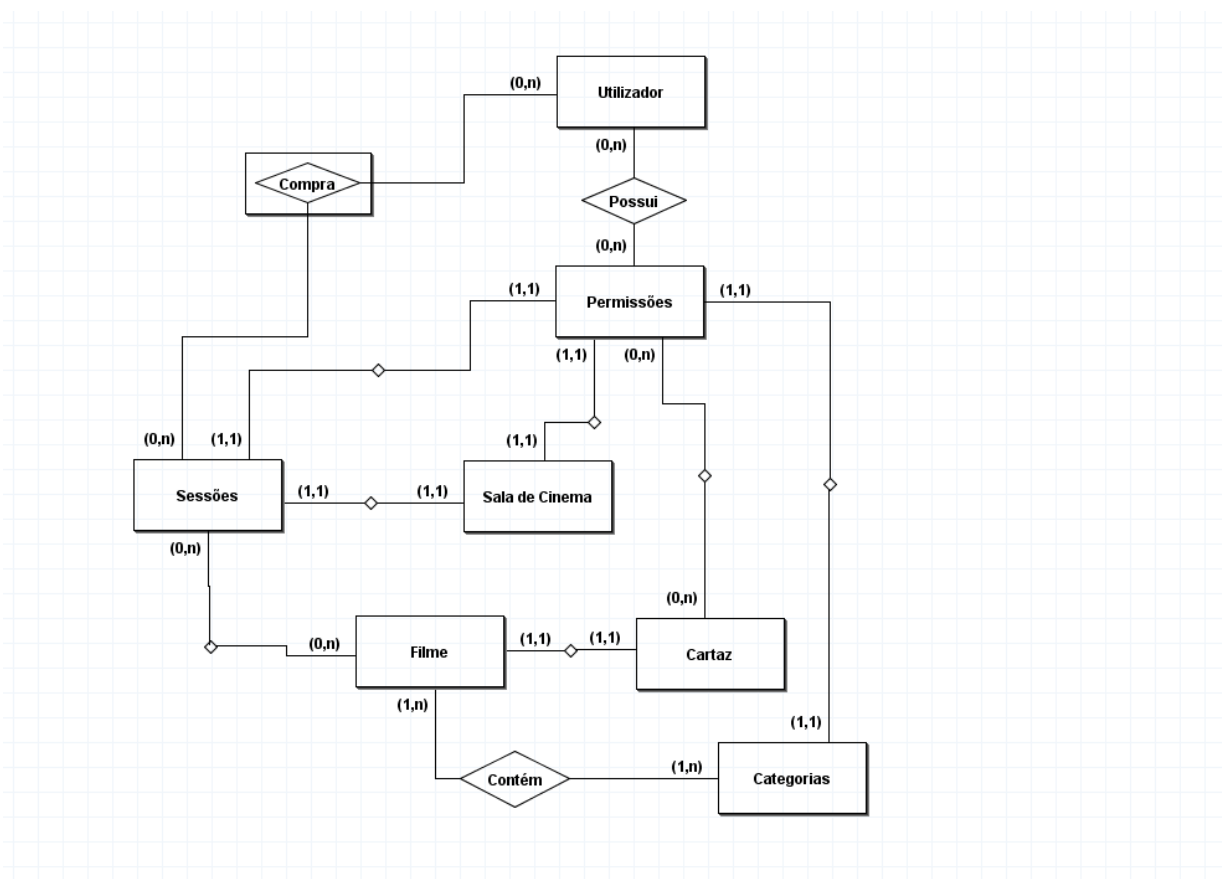 (0,n)
Utilizador
(0,n)
Compra
Possui
(0,n)
(1,1)
Permissões
(1,1)
(1,1)
(0,n)
(0,n)
(1,1)
(1,1)
Sessões
(1,1)
(1,1)
Sala de Cinema
(0,n)
(0,n)
(0,n)
Filme
(1,1)
(1,1)
Cartaz
(1,n)
(1,1)
Contém
(1,n)
Categorias